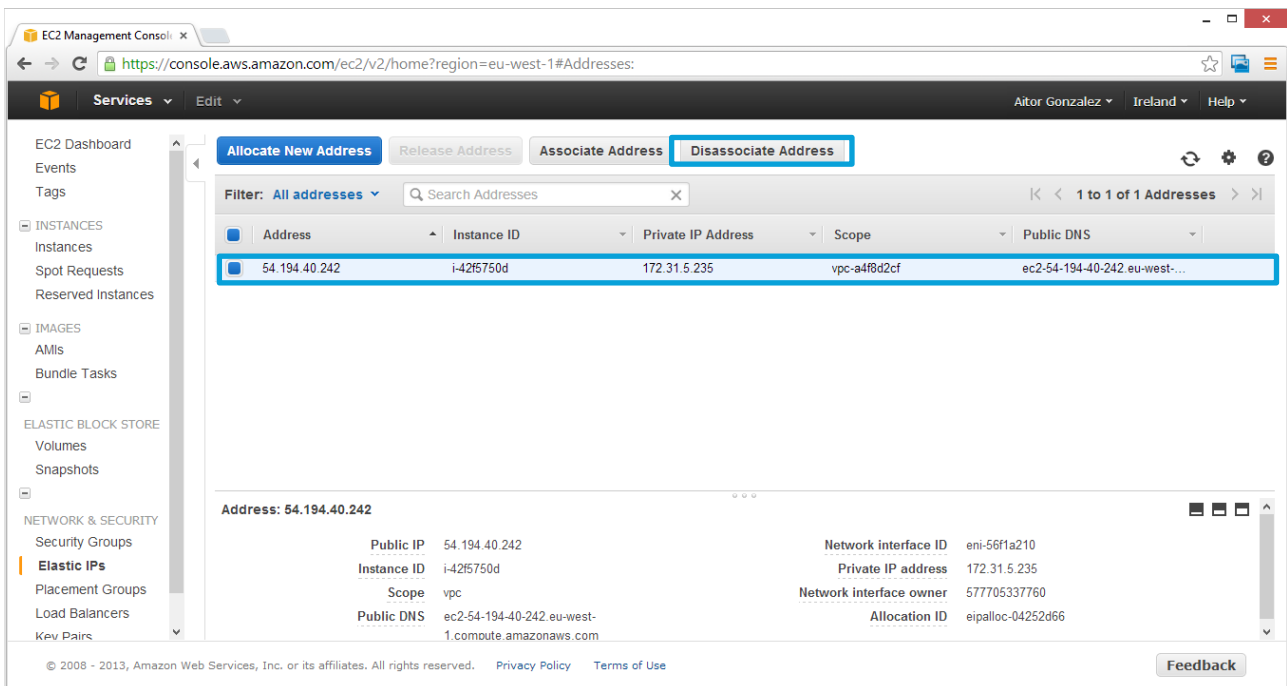 EC2 Management Consol
https://console.aws.amazon.com/ec2/v2/home?region=eu-west-1#Addresses:
Services Edit Aitor Gonzalez Ireland Help
EC2 Dashboard
Events
Tags
INSTANCES
Instances
Spot Requests
Reserved Instances
IMAGES
AMIs
Bundle Tasks
ELASTIC BLOCK STORE
Volumes
Snapshots
NETWORK & SECURITY
Security Groups
Elastic IPs
Placement Groups
Load Balancers
Key Pairs
Allocate New Address Release Address Associate Address Disassociate Address
Filter: All addresses Search Addresses 1 to 1 of 1 Addresses
Address Instance ID Private IP Address Scope Public DNS
54.194.40.242 i-42f5750d 172.31.5.235 vpc-a4f8d2cf ec2-54-194-40-242.eu-west-...
Address: 54.194.40.242
Public IP 54.194.40.242 Network interface ID eni-56f1a210
Instance ID i-42f5750d Private IP address 172.31.5.235
Scope vpc Network interface owner 577705337760
Public DNS ec2-54-194-40-242.eu-west- Allocation ID eipalloc-04252d66
1.compute.amazonaws.com
© 2008 - 2013, Amazon Web Services, Inc. or its affiliates. All rights reserved. Privacy Policy Terms of Use Feedback